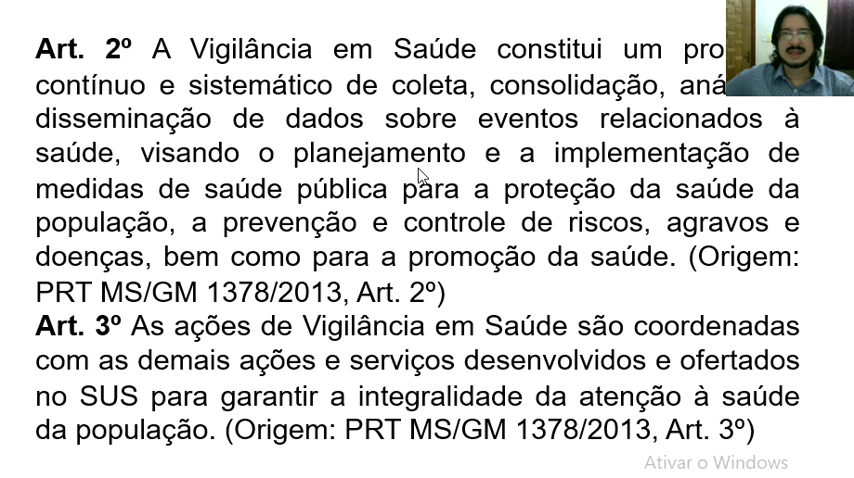 Art. 2º A Vigilância em Saúde constitui um
contínuo e sistemático de coleta, consolidação,
disseminação de dados sobre eventos relacionados à
saúde, visando o planejamento e a implementação de
medidas de saúde pública para a proteção da saúde da
população, a prevenção e controle de riscos, agravos e
doenças, bem como para a promoção da saúde. (Origem:
PRT MS/GM 1378/2013, Art. 2º)
Art. 3º As ações de Vigilância em Saúde são coordenadas
com as demais ações e serviços desenvolvidos e ofertados
no SUS para garantir a integralidade da atenção à saúde
da população. (Origem: PRT MS/GM 1378/2013, Art. 3º)
Ativar o Windows